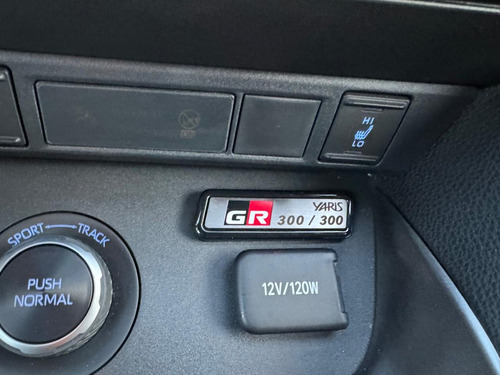 HI
LO
GR YARIS
300 / 300
SPORT TRACK
PUSH
NORMAL
12V/120W